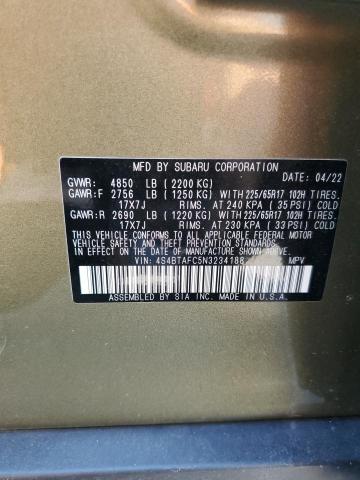 MFD BY SUBARU CORPORATION
GVWR: 4850 LB (2200 KG) DATE: 04/22
GAWR:F 2756 LB (1250 KG) WITH 225/65R17 102H TIRES.
17X7J RIMS. AT 240 KPA (35 PSI) COLD
GAWR:R 2690 LB (1220 KG) WITH 225/65R17 102H TIRES.
17X7J RIMS. AT 230 KPA (33 PSI) COLD
THIS VEHICLE CONFORMS TO ALL APPLICABLE FEDERAL MOTOR
VEHICLE SAFETY AND BUMPER STANDARDS IN EFFECT ON THE DATE
OF MANUFACTURE SHOWN ABOVE.
VIN: 4S4BTAFC5N3234188 MPV
ASSEMBLED BY SIA INC. MADE IN U.S.A.